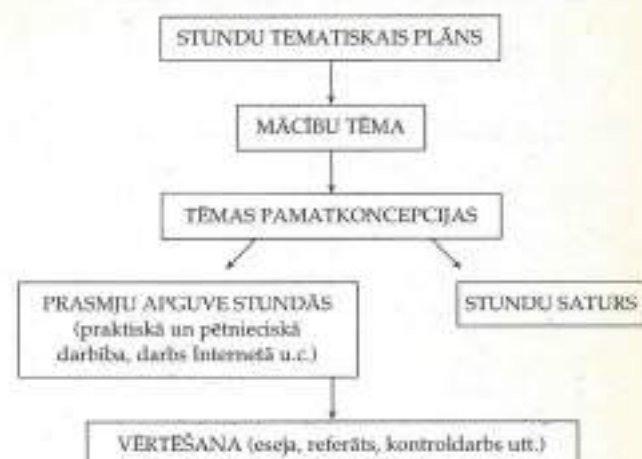 STUNDU TEMATISKAIS PLĀNS
MĀCĪBU TĒMA
TĒMAS PAMATKONCEPCIJAS
PRASMJU APGUVE STUNDĀS
(praktiskā un pētnieciskā
darbība, darbs Internetā u.c.)
STUNDU SATURS
VĒRTĒŠANA (eseja, referāts, kontroldarbs utt.)